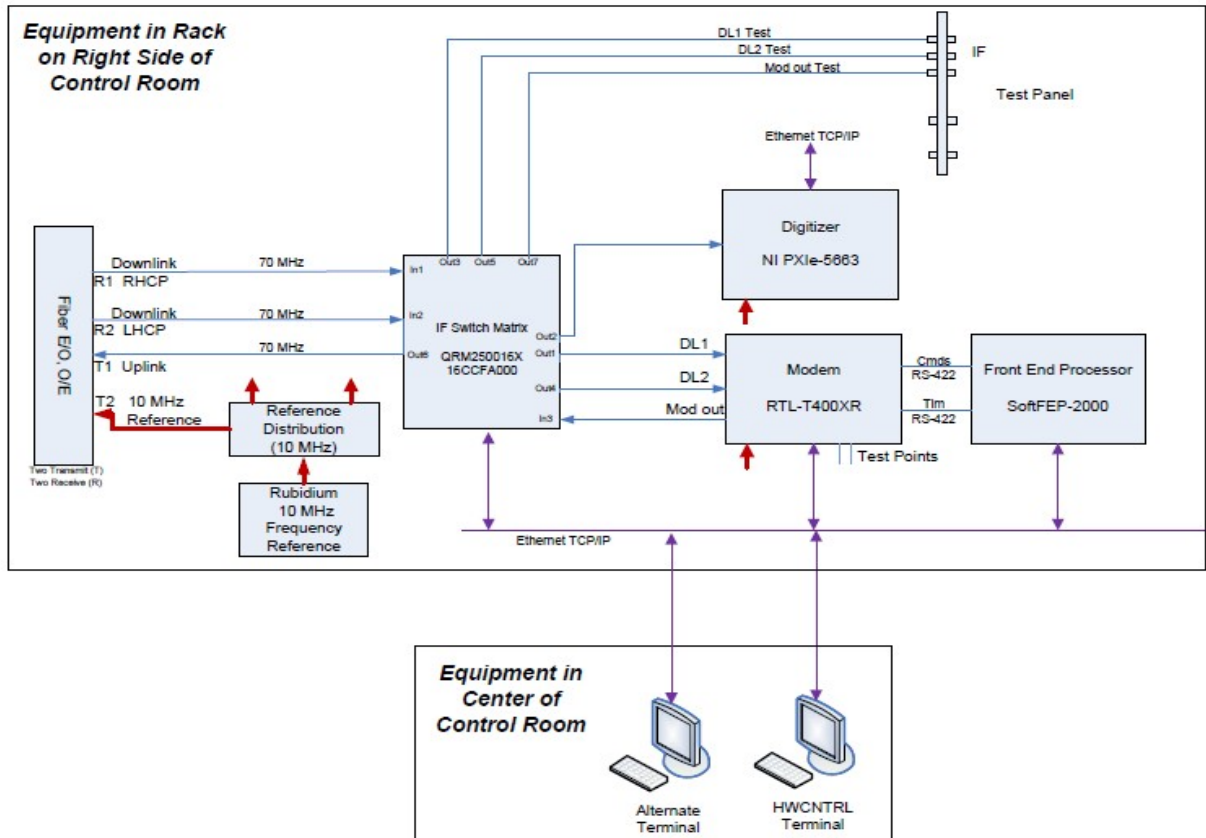 Equipment in Rack
on Right Side of
Control Room
DL1 Test
DL2 Test
Mod out Test
IF
Test Panel
Ethernet TCP/IP
Digitizer
NI PXIe-5663
Fiber E/O, O/E
Downlink
70 MHz
R1 RHCP
Downlink
70 MHz
R2 LHCP
70 MHz
T1 Uplink
T2 10 MHz
Reference
Two Transmit (T)
Two Receive (R)
Reference
Distribution
(10 MHz)
Rubidium
10 MHz
Frequency
Reference
Out3
Out5
Out7
In1
In2
IF Switch Matrix
QRM250016X
16CCFA000
Out2
Out1
Out6
Out4
In3
DL1
DL2
Mod out
Modem
RTL-T400XR
Test Points
Cmds
RS-422
Tlm
RS-422
Front End Processor
SoftFEP-2000
Ethernet TCP/IP
Equipment in
Center of
Control Room
Alternate
Terminal
HWCNTRL
Terminal